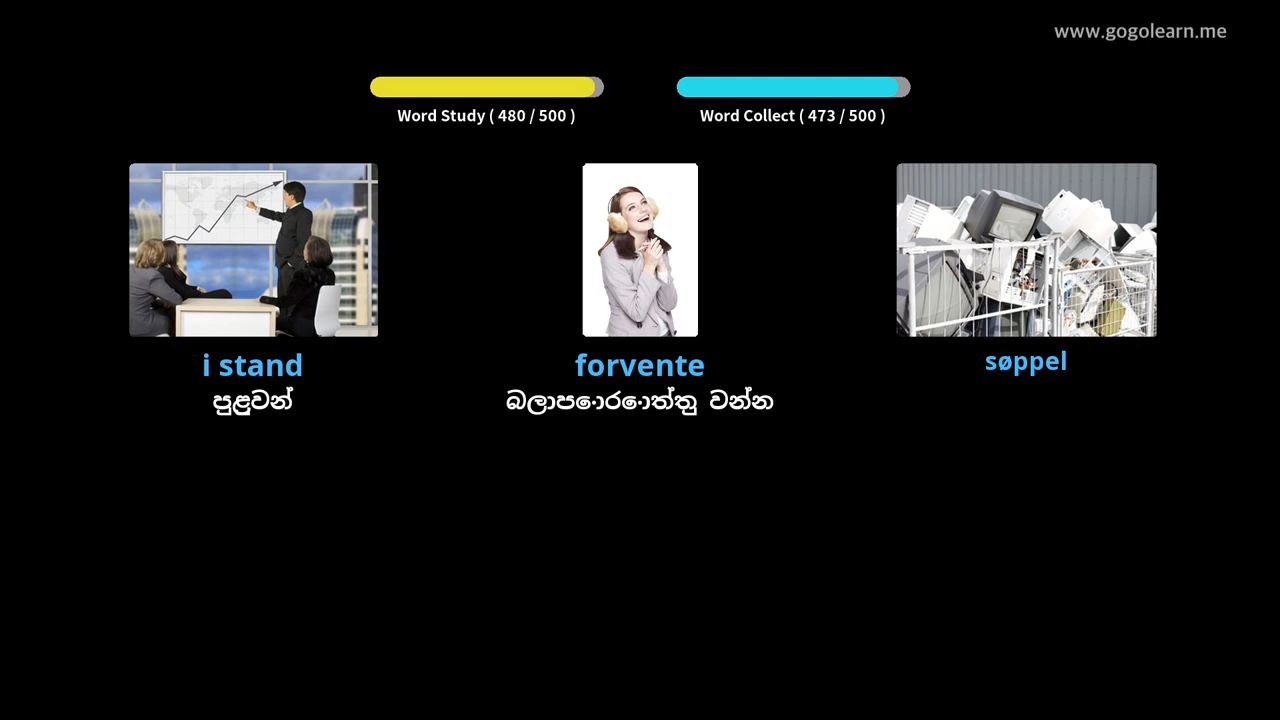 www.gogolearn.me
Word Study ( 480 / 500 )
Word Collect ( 473 / 500 )
i stand
පුළුවන්
forvente
බලාපොරොත්තු වන්න
søppel